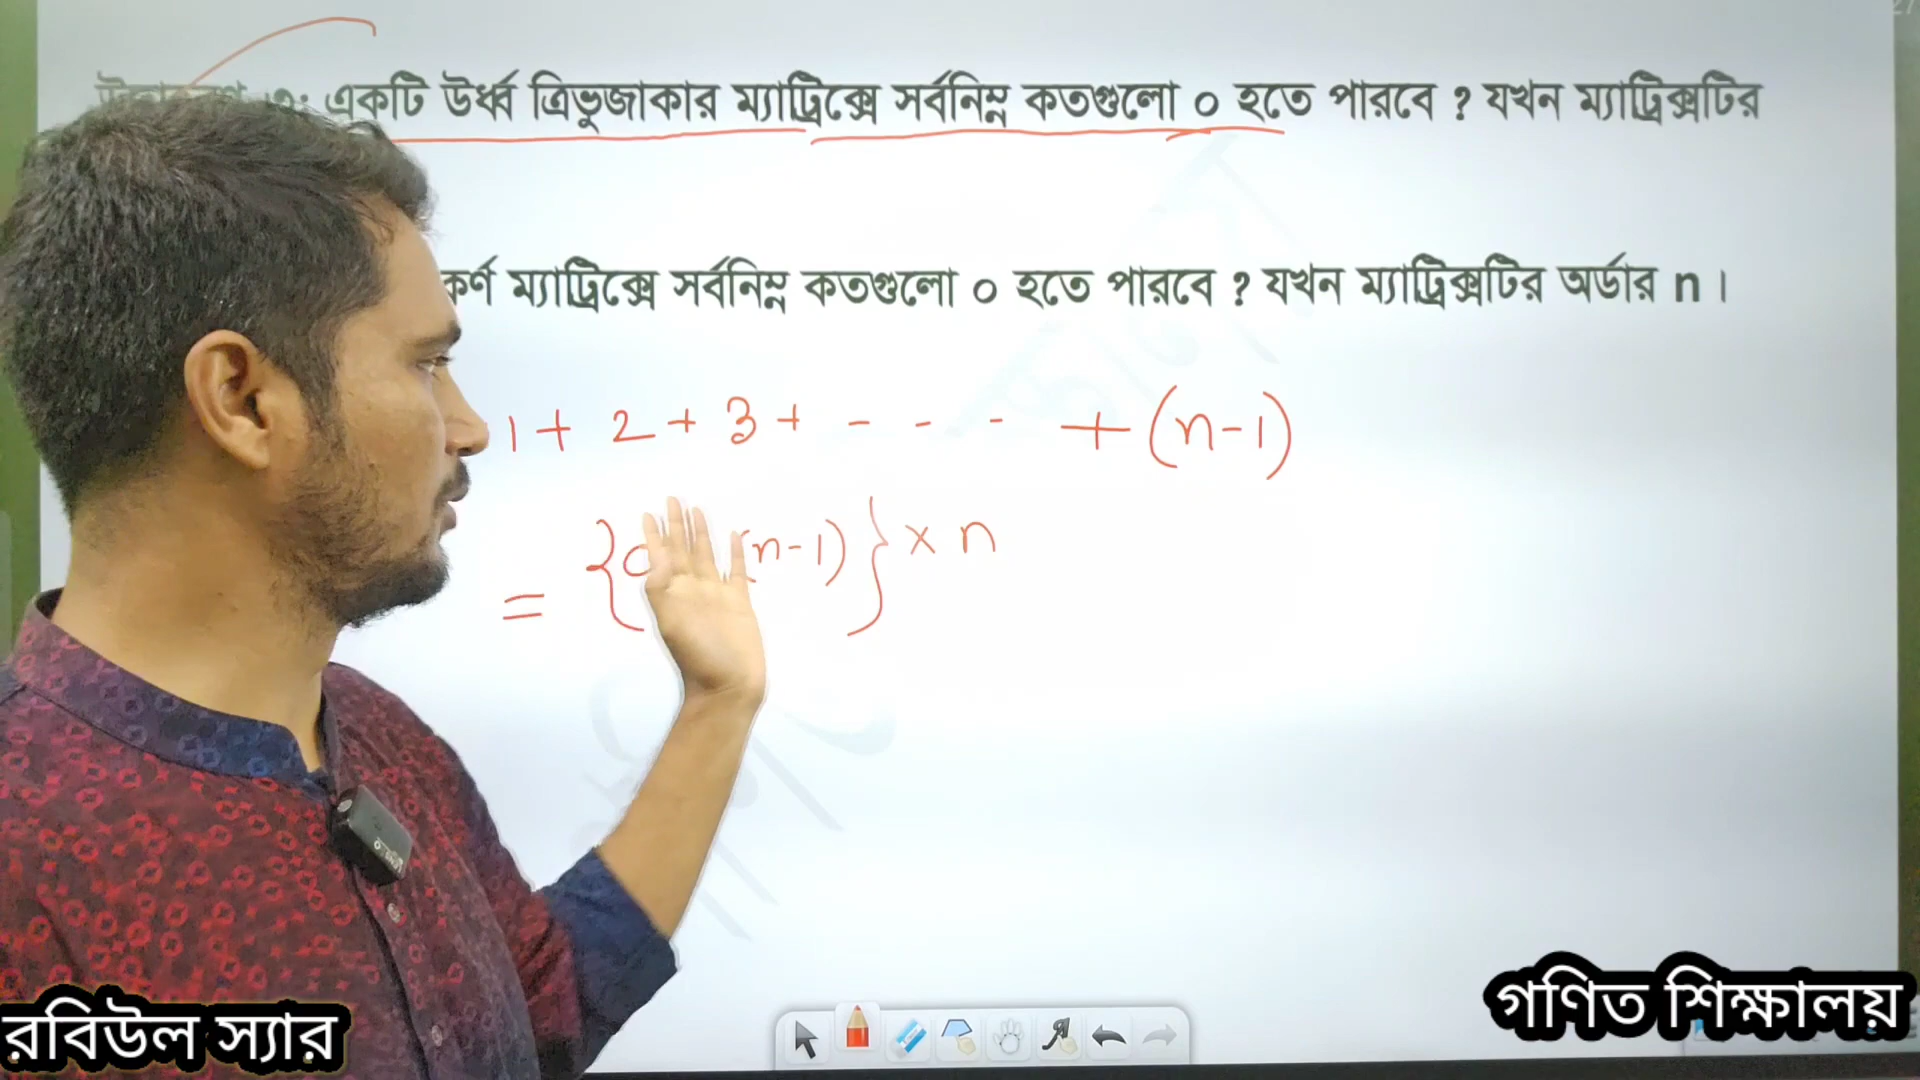 ৩: একটি উর্ধ্ব ত্রিভুজাকার ম্যাট্রিক্সে সর্বনিম্ন কতগুলো ০ হতে পারবে ? যখন ম্যাট্রিক্সটির
কর্ণ ম্যাট্রিক্সে সর্বনিম্ন কতগুলো ০ হতে পারবে ? যখন ম্যাট্রিক্সটির অর্ডার n ।
1 + 2 + 3 + - - - + (n-1)
= { (n-1) } × n
রবিউল স্যার
গণিত শিক্ষালয়